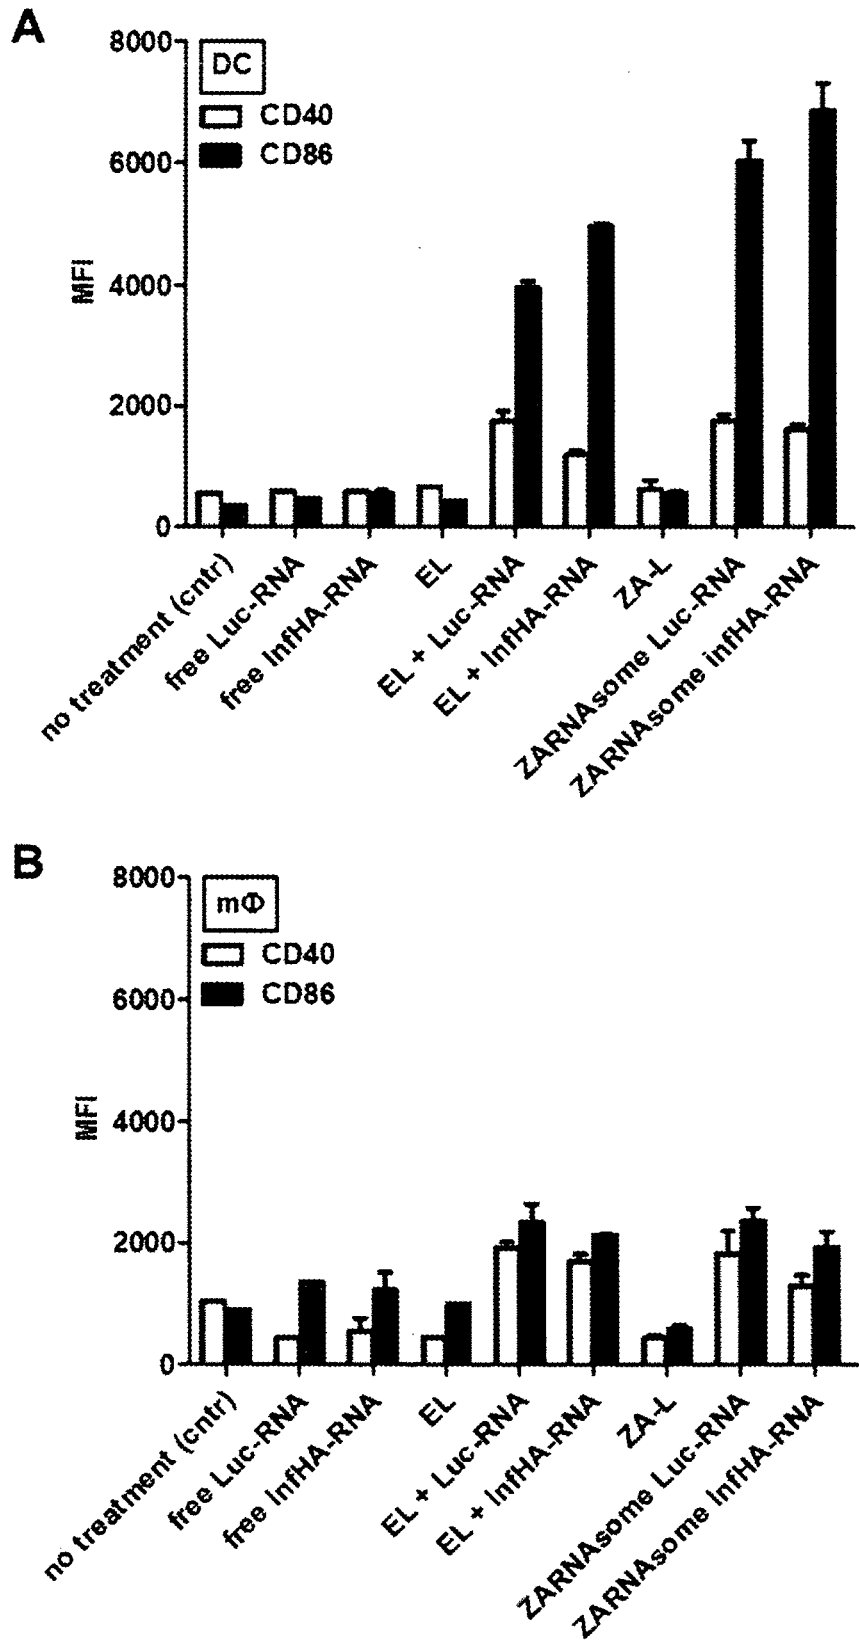 A
8000
DC
CD40
CD86
6000
MFI
4000
2000
0
no treatment (cntr)
free Luc-RNA
free InfHA-RNA
EL
EL + Luc-RNA
EL + InfHA-RNA
ZA-L
ZARNAsome Luc-RNA
ZARNAsome infHA-RNA
B
8000
mΦ
CD40
CD86
6000
MFI
4000
2000
0
no treatment (cntr)
free Luc-RNA
free InfHA-RNA
EL
EL + Luc-RNA
EL + InfHA-RNA
ZA-L
ZARNAsome Luc-RNA
ZARNAsome InfHA-RNA